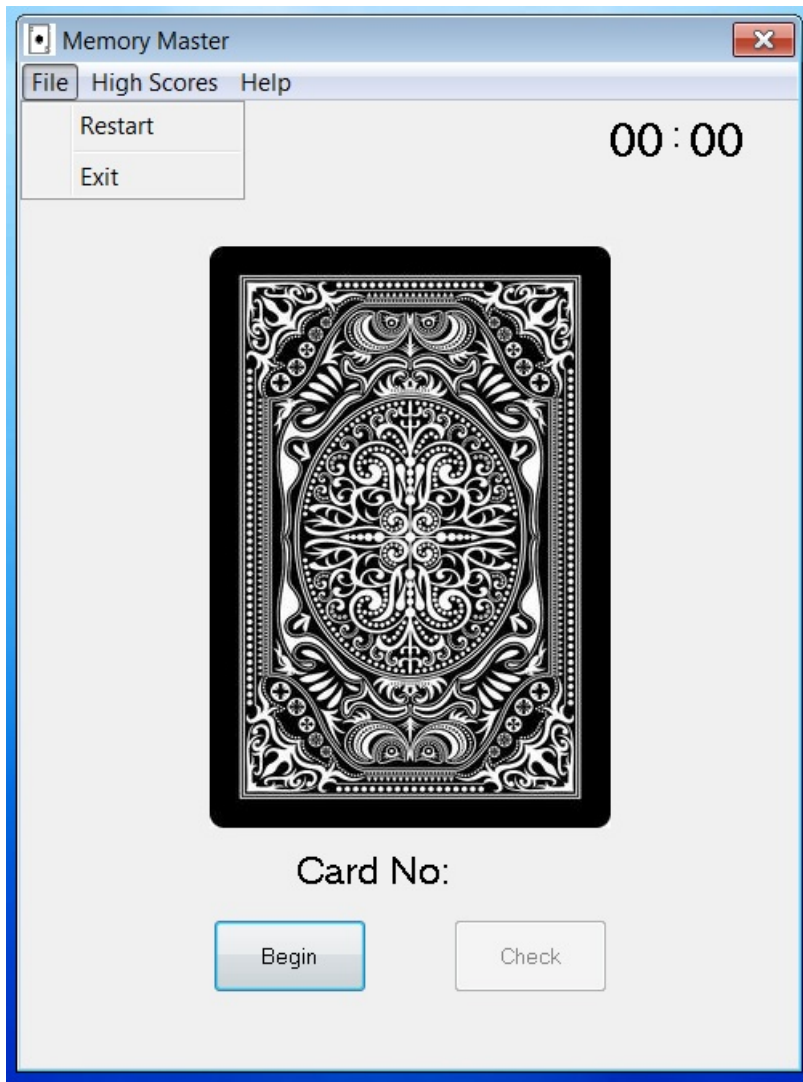 Memory Master
File High Scores Help
Restart
Exit
00:00
Card No:
Begin Check